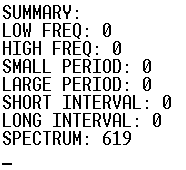 SUMMARY:
LOW FREQ: 0
HIGH FREQ: 0
SMALL PERIOD: 0
LARGE PERIOD: 0
SHORT INTERVAL: 0
LONG INTERVAL: 0
SPECTRUM: 619
_